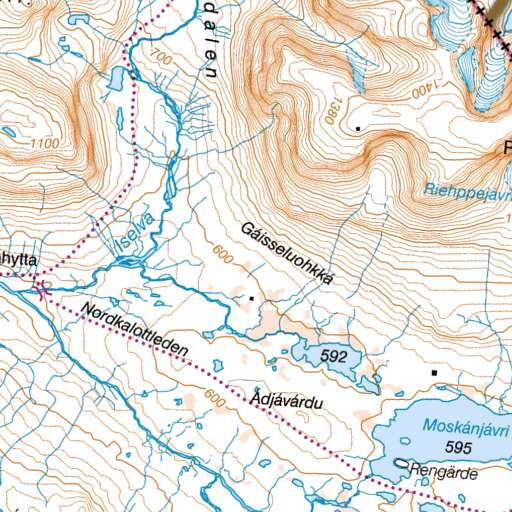 dalen
700
1400
1380
1100
Riehppejávri
Iselva
Gáisseluohkká
600
hytta
Nordkalottleden
592
600
Ádjávárdu
Moskánjávri
595
Rengärde